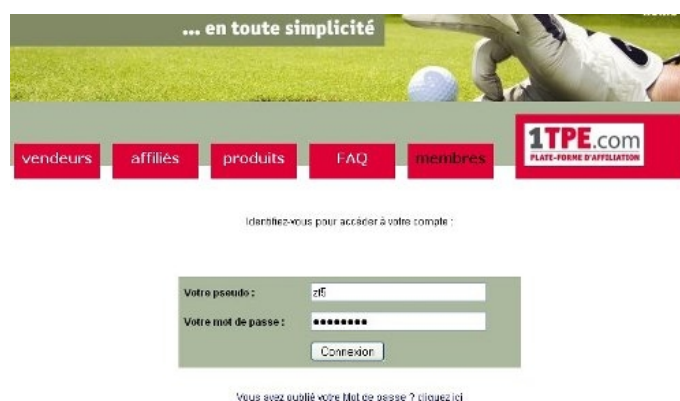 ... en toute simplicité
1TPE.com
PLATE-FORME D'AFFILIATION
vendeurs affiliés produits FAQ membres
Identifiez-vous pour accéder à votre compte :
Votre pseudo :
Votre mot de passe : ●●●●●●●●
Connexion
Vous avez oublié votre Mot de passe ? cliquez ici